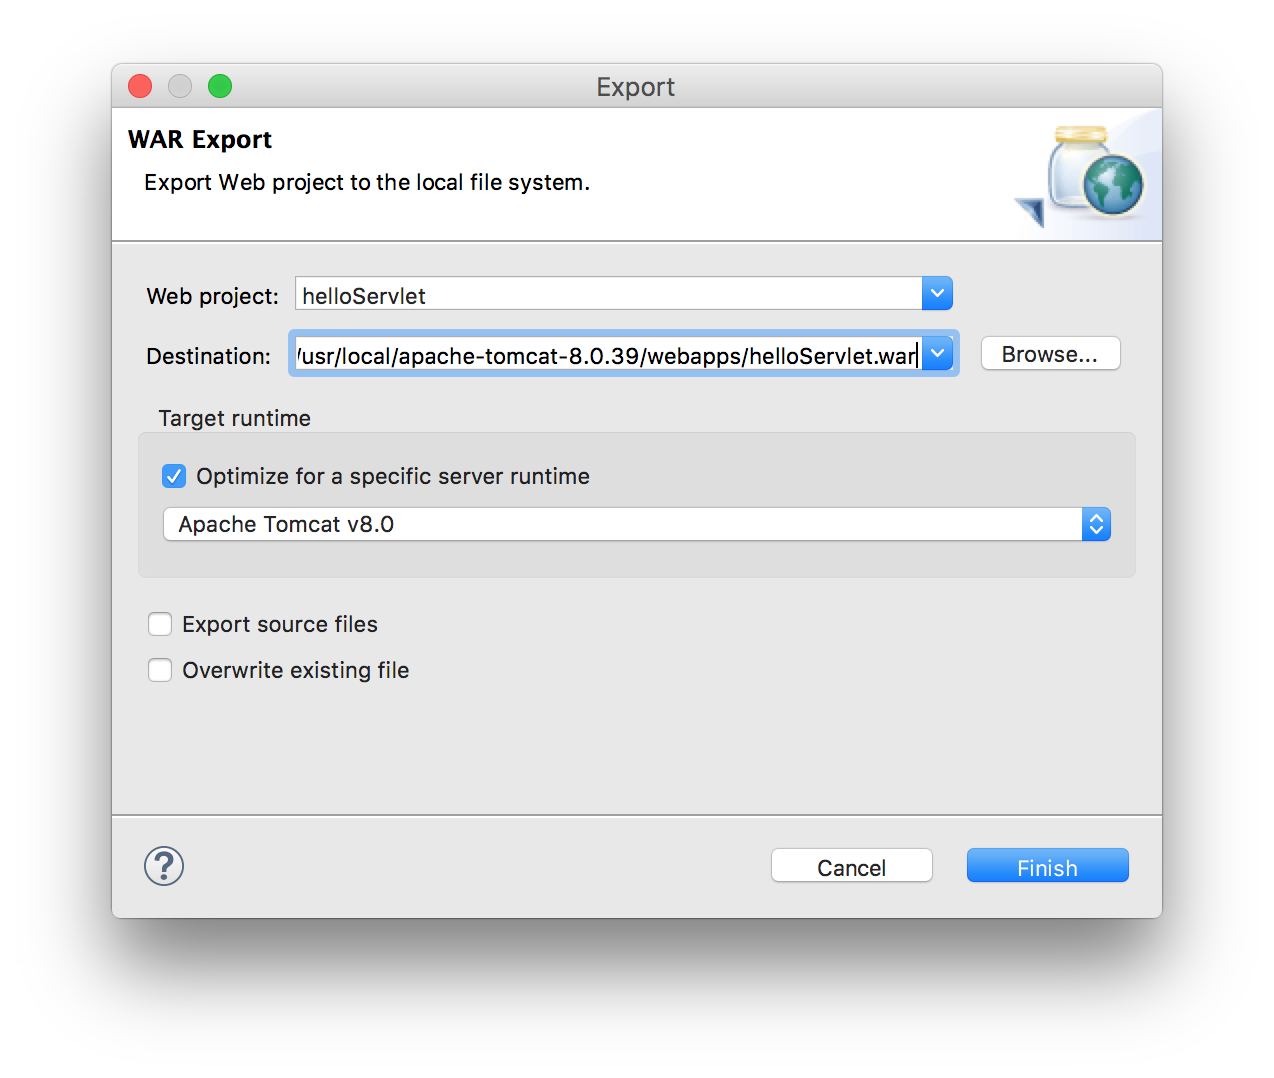 Export
WAR Export
Export Web project to the local file system.
Web project: helloServlet
Destination: /usr/local/apache-tomcat-8.0.39/webapps/helloServlet.war Browse...
Target runtime
Optimize for a specific server runtime
Apache Tomcat v8.0
Export source files
Overwrite existing file
? Cancel Finish